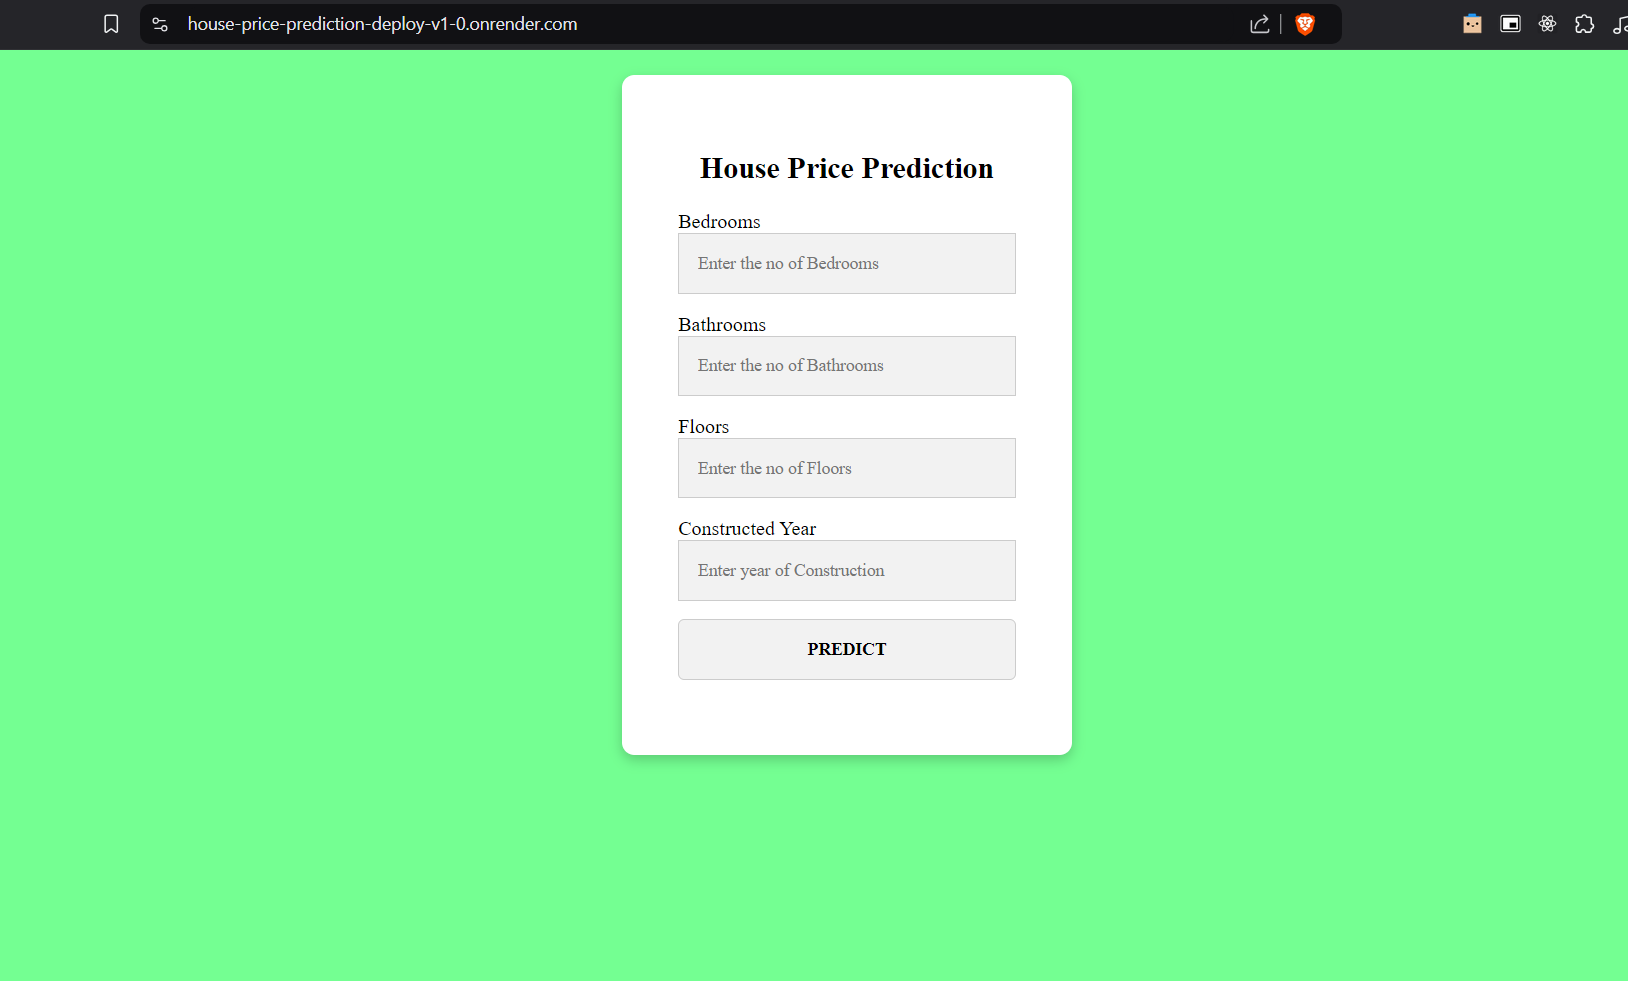 house-price-prediction-deploy-v1-0.onrender.com
House Price Prediction
Bedrooms
Enter the no of Bedrooms
Bathrooms
Enter the no of Bathrooms
Floors
Enter the no of Floors
Constructed Year
Enter year of Construction
PREDICT